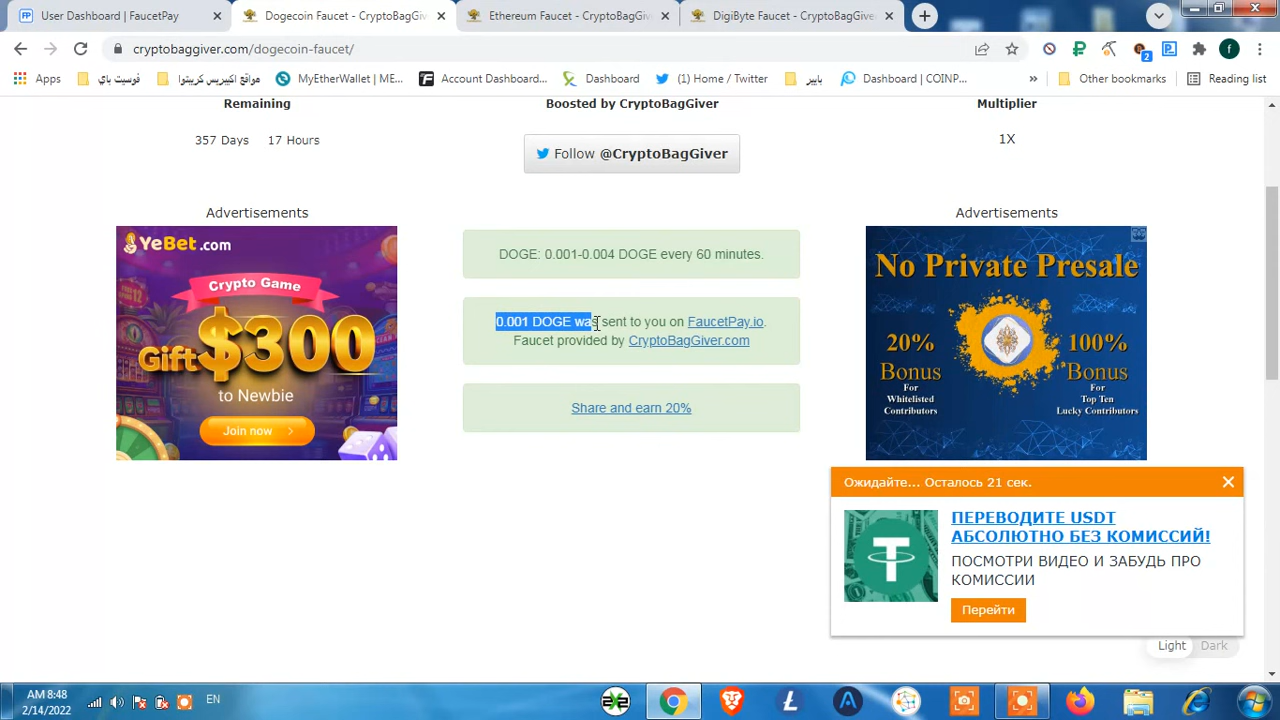 User Dashboard | FaucetPay
Dogecoin Faucet - CryptoBagGiv
Ethereum - CryptoBagGiv
DigiByte Faucet - CryptoBagGive
cryptobaggiver.com/dogecoin-faucet/
Apps
فوسيت باي
مواقع اكيبريس كريبتوا
MyEtherWallet | ME...
Account Dashboard...
Dashboard
(1) Home / Twitter
بايير
Dashboard | COINP...
»
Other bookmarks
Reading list
Remaining
Boosted by CryptoBagGiver
Multiplier
357 Days 17 Hours
Follow @CryptoBagGiver
1X
Advertisements
Advertisements
YeBet.com
Crypto Game
Gift $300
to Newbie
Join now >
DOGE: 0.001-0.004 DOGE every 60 minutes.
0.001 DOGE was sent to you on FaucetPay.io.
Faucet provided by CryptoBagGiver.com
Share and earn 20%
No Private Presale
20%
Bonus
For
Whitelisted
Contributors
100%
Bonus
For
Top Ten
Lucky Contributors
Ожидайте... Осталось 21 сек.
ПЕРЕВОДИТЕ USDT
АБСОЛЮТНО БЕЗ КОМИССИЙ!
ПОСМОТРИ ВИДЕО И ЗАБУДЬ ПРО
КОМИССИИ
Перейти
Light Dark
AM 8:48
2/14/2022
EN